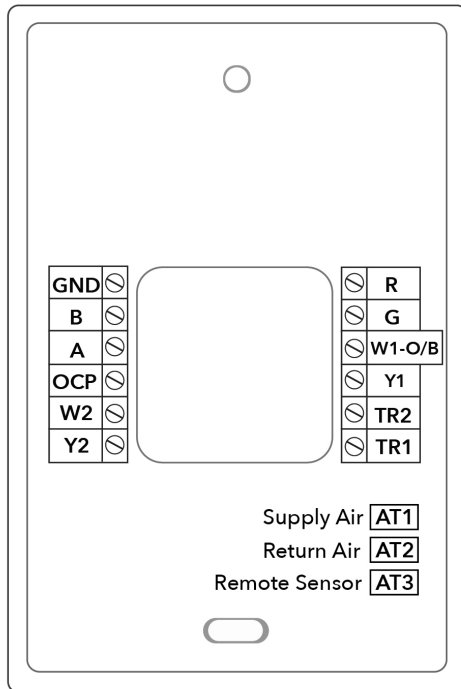 GND
B
A
OCP
W2
Y2
R
G
W1-O/B
Y1
TR2
TR1
Supply Air AT1
Return Air AT2
Remote Sensor AT3